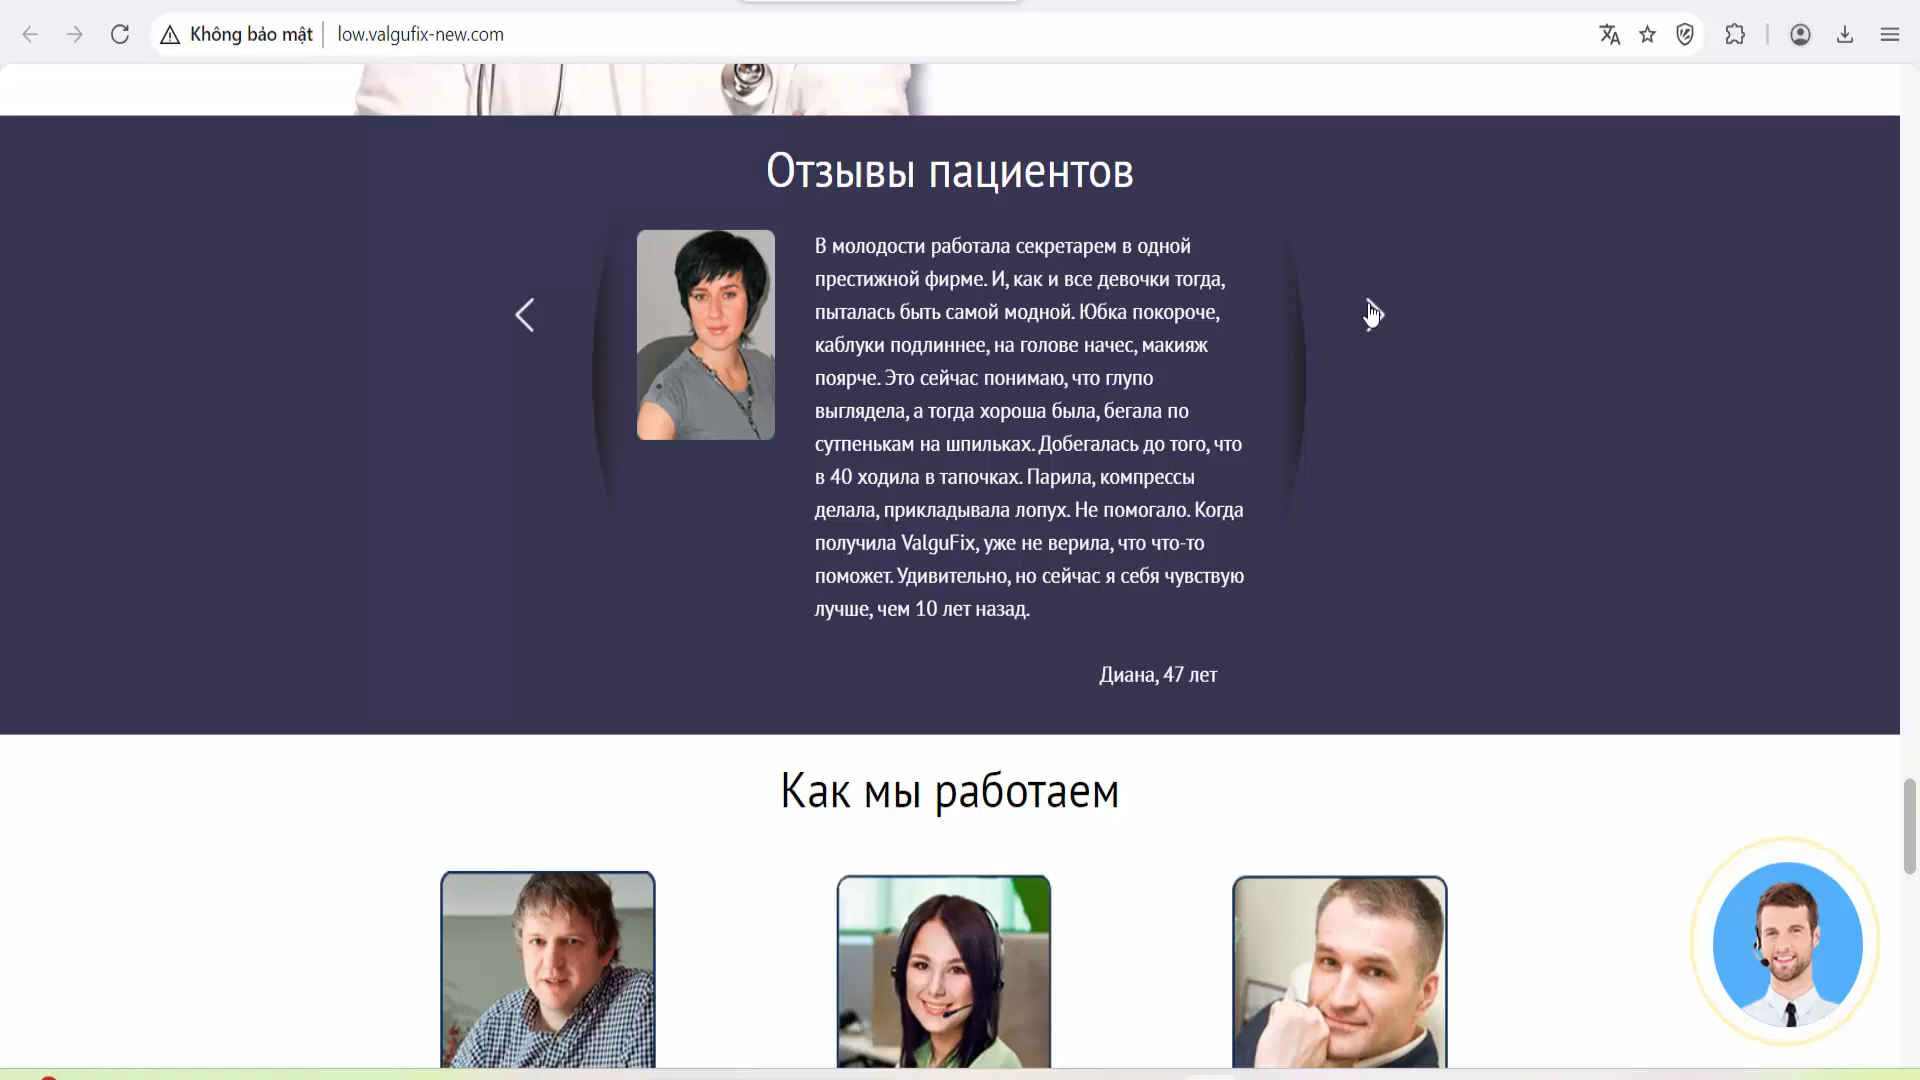 Không bảo mật
low.valgufix-new.com
Отзывы пациентов
В молодости работала секретарем в одной
престижной фирме. И, как и все девочки тогда,
пыталась быть самой модной. Юбка покороче,
каблуки подлиннее, на голове начес, макияж
поярче. Это сейчас понимаю, что глупо
выглядела, а тогда хороша была, бегала по
сутпенькам на шпильках. Добегалась до того, что
в 40 ходила в тапочках. Парила, компрессы
делала, прикладывала лопух. Не помогало. Когда
получила ValguFix, уже не верила, что что-то
поможет. Удивительно, но сейчас я себя чувствую
лучше, чем 10 лет назад.
Диана, 47 лет
Как мы работаем